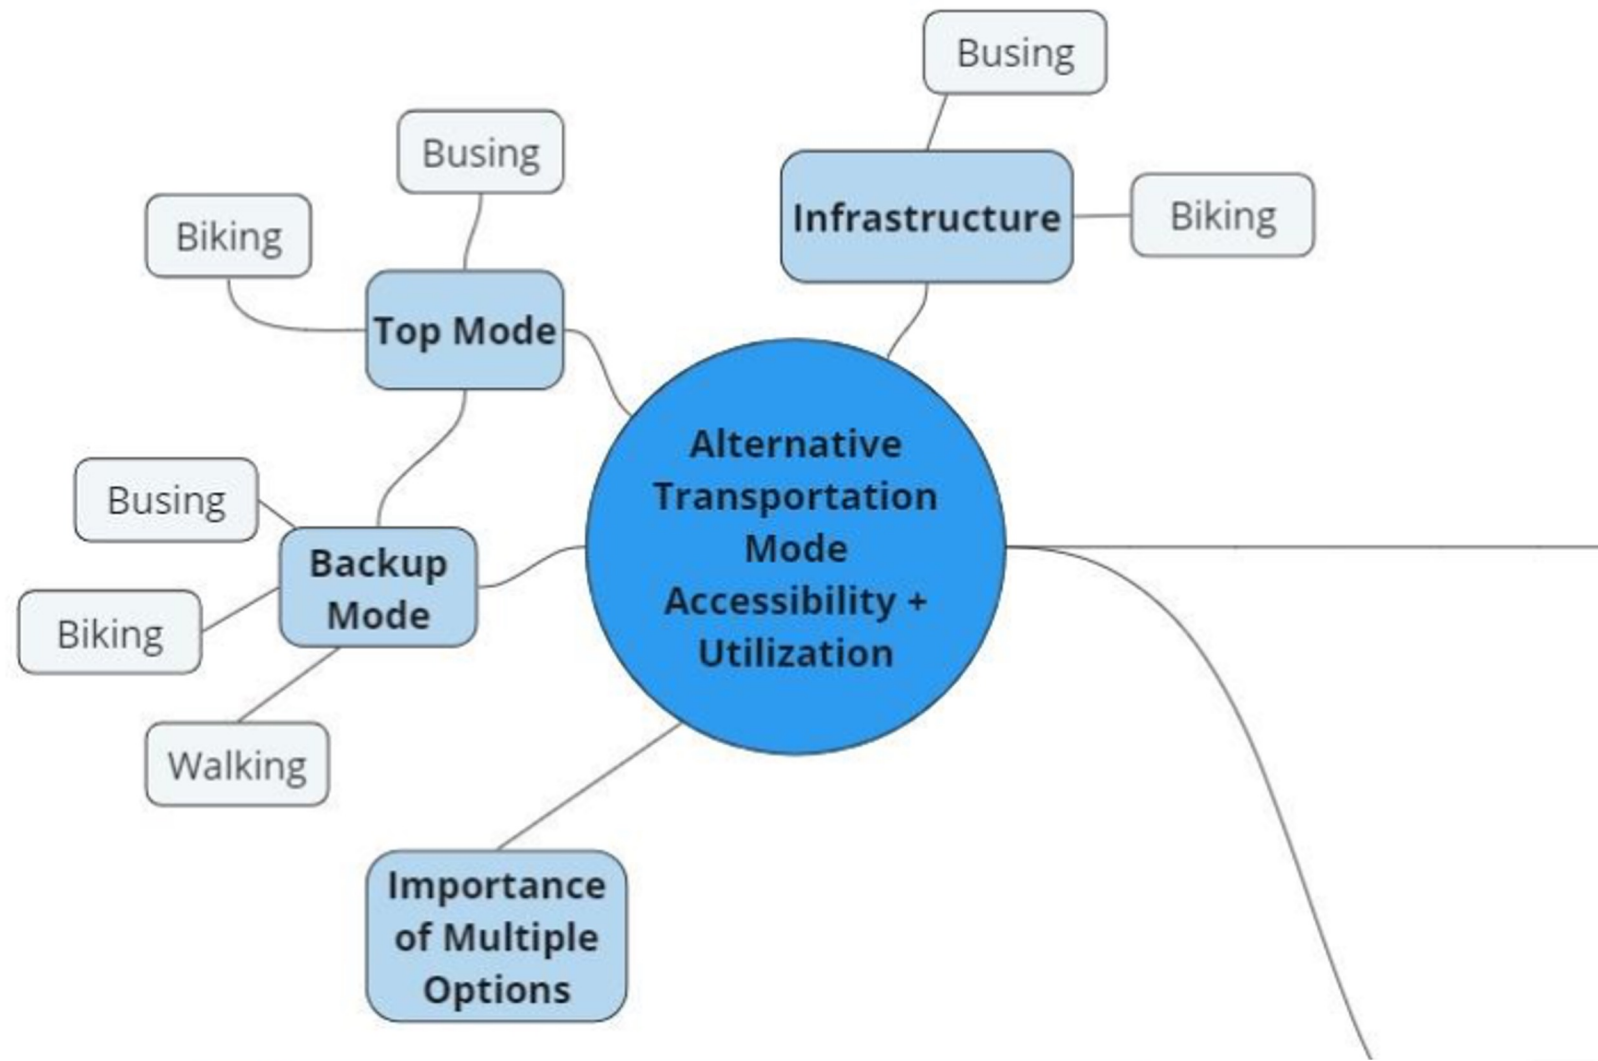 Busing
Infrastructure
Biking
Busing
Biking
Top Mode
Alternative
Transportation
Mode
Accessibility +
Utilization
Busing
Backup
Mode
Biking
Walking
Importance
of Multiple
Options